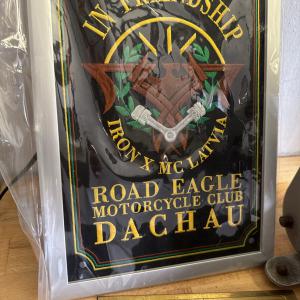 IN FRIENDSHIP
IRON X MC LATVIA
ROAD EAGLE
MOTORCYCLE CLUB
DACHAU